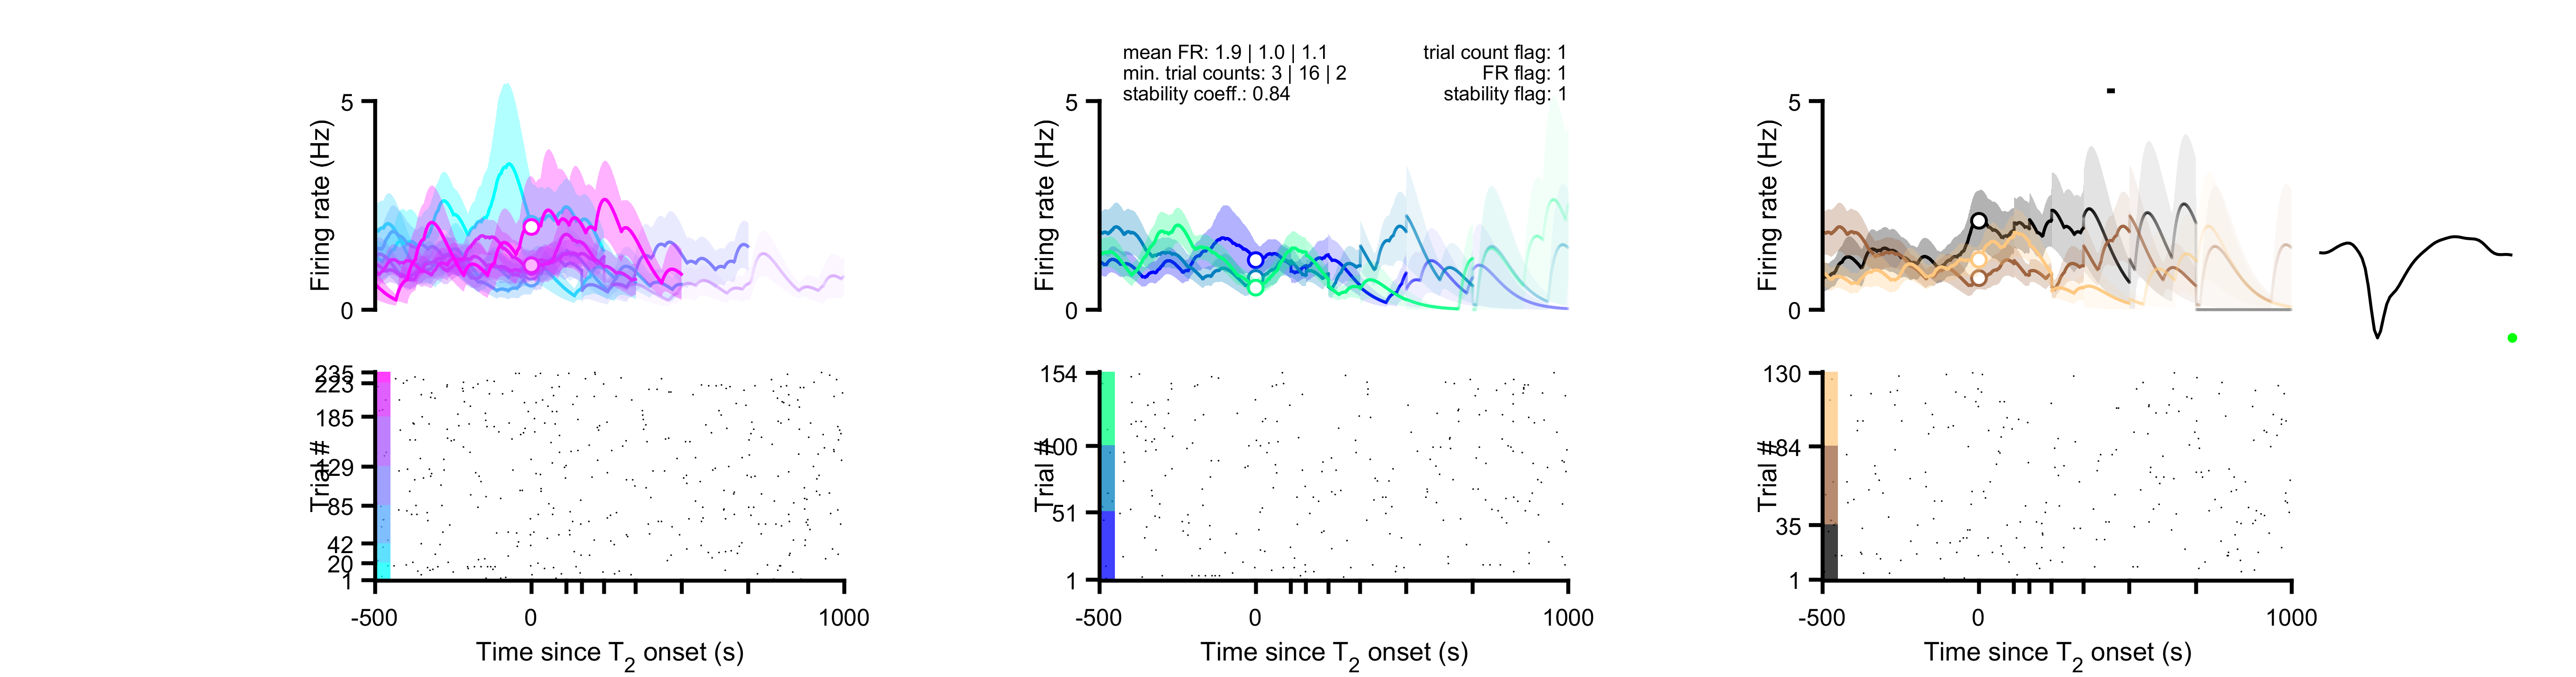 mean FR: 1.9 | 1.0 | 1.1
min. trial counts: 3 | 16 | 2
stability coeff.: 0.84
trial count flag: 1
FR flag: 1
stability flag: 1
5
0
Firing rate (Hz)
235
223
185
129
85
42
20
1
Trial #
-500
0
1000
Time since T2 onset (s)
5
0
Firing rate (Hz)
154
100
51
1
Trial #
-500
0
1000
Time since T2 onset (s)
5
0
Firing rate (Hz)
130
84
35
1
Trial #
-500
0
1000
Time since T2 onset (s)